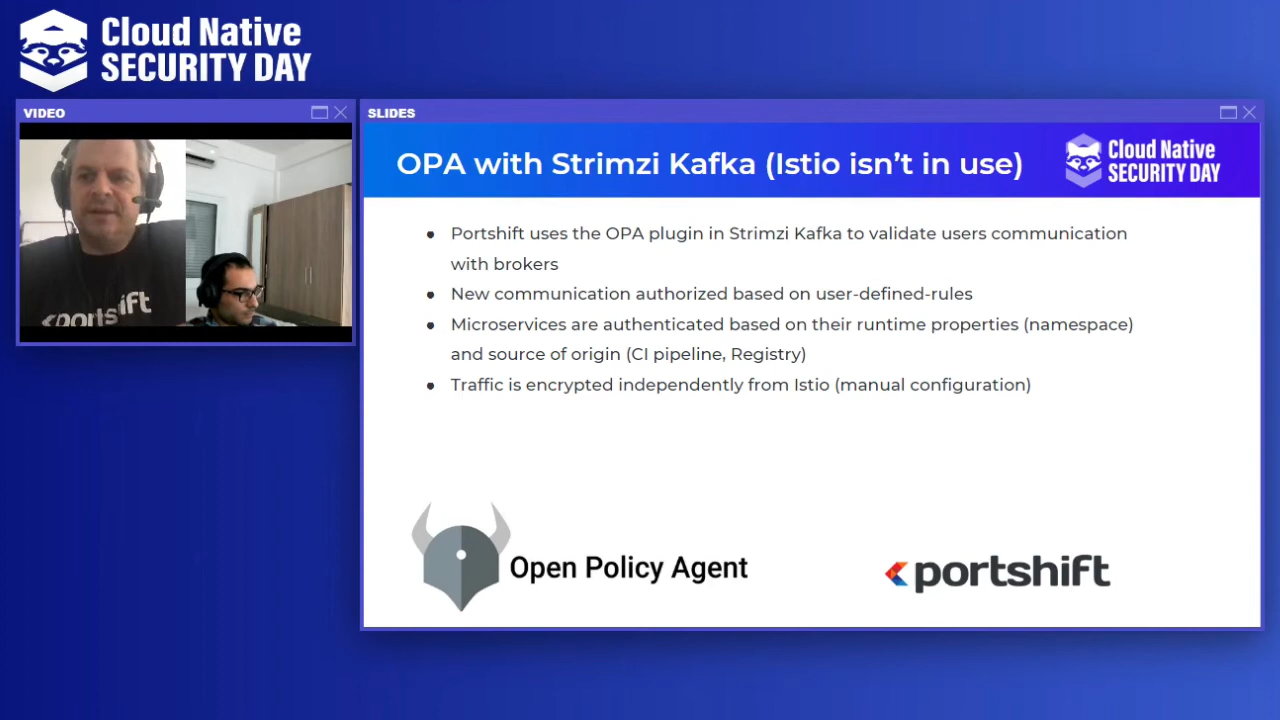 Cloud Native
SECURITY DAY
VIDEO
portshift
SLIDES
OPA with Strimzi Kafka (Istio isn't in use)
Cloud Native
SECURITY DAY
• Portshift uses the OPA plugin in Strimzi Kafka to validate users communication
with brokers
• New communication authorized based on user-defined-rules
• Microservices are authenticated based on their runtime properties (namespace)
and source of origin (CI pipeline, Registry)
• Traffic is encrypted independently from Istio (manual configuration)
Open Policy Agent
portshift